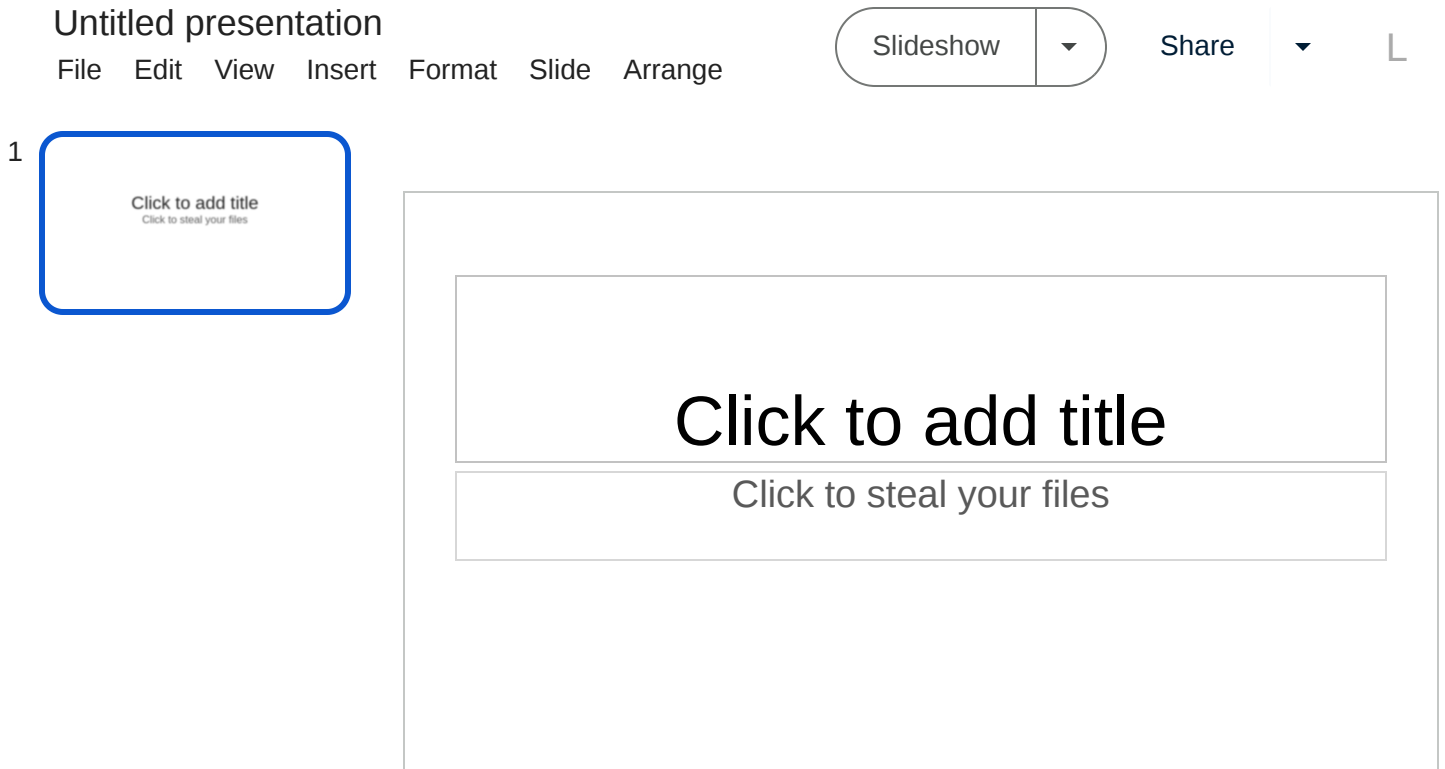 Untitled presentation
File Edit View Insert Format Slide Arrange
Slideshow
Share
L
1
Click to add title
Click to steal your files
Click to add title
Click to steal your files